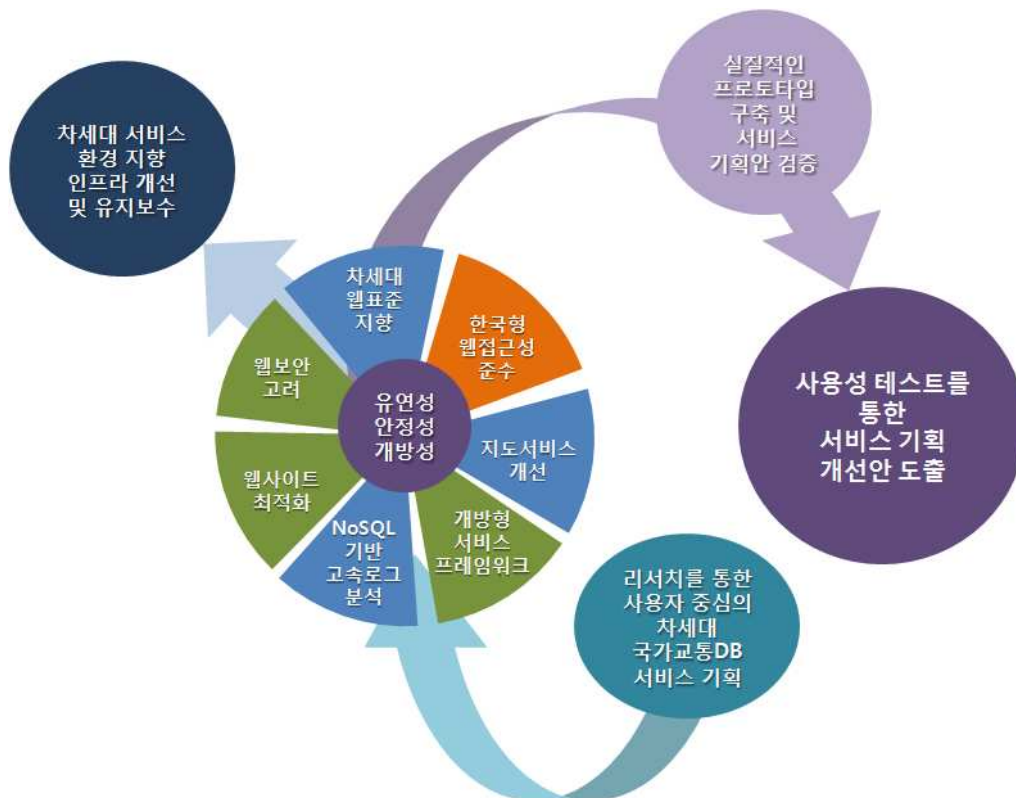 실질적인
프로토타입
구축 및
서비스
기획안 검증
차세대 서비스
환경 지향
인프라 개선
및 유지보수
차세대
웹표준
지향
한국형
웹접근성
준수
웹보안
고려
유연성
안정성
개방성
지도서비스
개선
웹사이트
최적화
NoSQL
기반
고속로그
분석
개방형
서비스
프레임워크
사용성 테스트를
통한
서비스 기획
개선안 도출
리서치를 통한
사용자 중심의
차세대
국가교통DB
서비스 기획